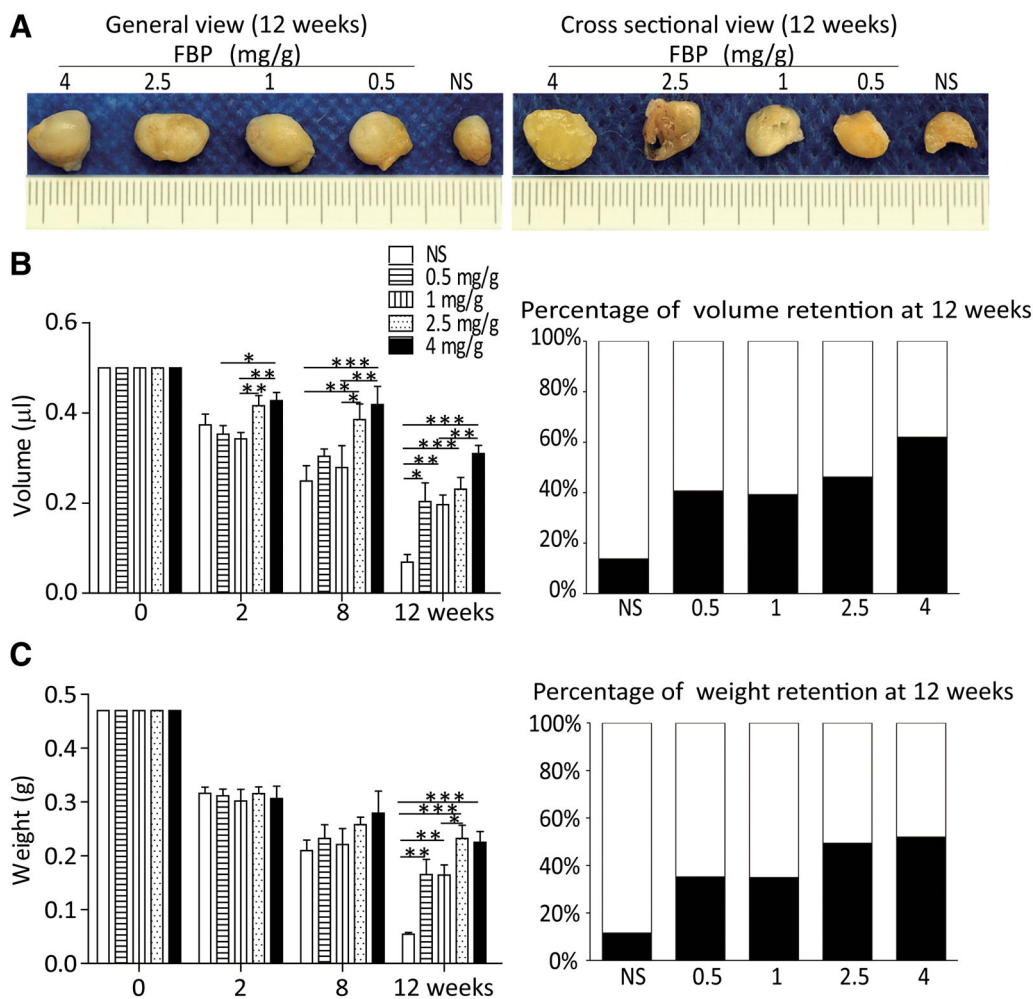 A
General view (12 weeks)
FBP (mg/g)
4 2.5 1 0.5 NS
Cross sectional view (12 weeks)
FBP (mg/g)
4 2.5 1 0.5 NS
B
NS
0.5 mg/g
1 mg/g
2.5 mg/g
4 mg/g
Volume (µl)
0.6
0.4
0.2
0.0
*
**
**
***
**
**
*
***
**
***
**
*
0 2 8 12 weeks
Percentage of volume retention at 12 weeks
100%
80%
60%
40%
20%
0%
NS 0.5 1 2.5 4
C
Weight (g)
0.5
0.4
0.3
0.2
0.1
0.0
***
***
*
**
**
0 2 8 12 weeks
Percentage of weight retention at 12 weeks
100%
80%
60%
40%
20%
0%
NS 0.5 1 2.5 4